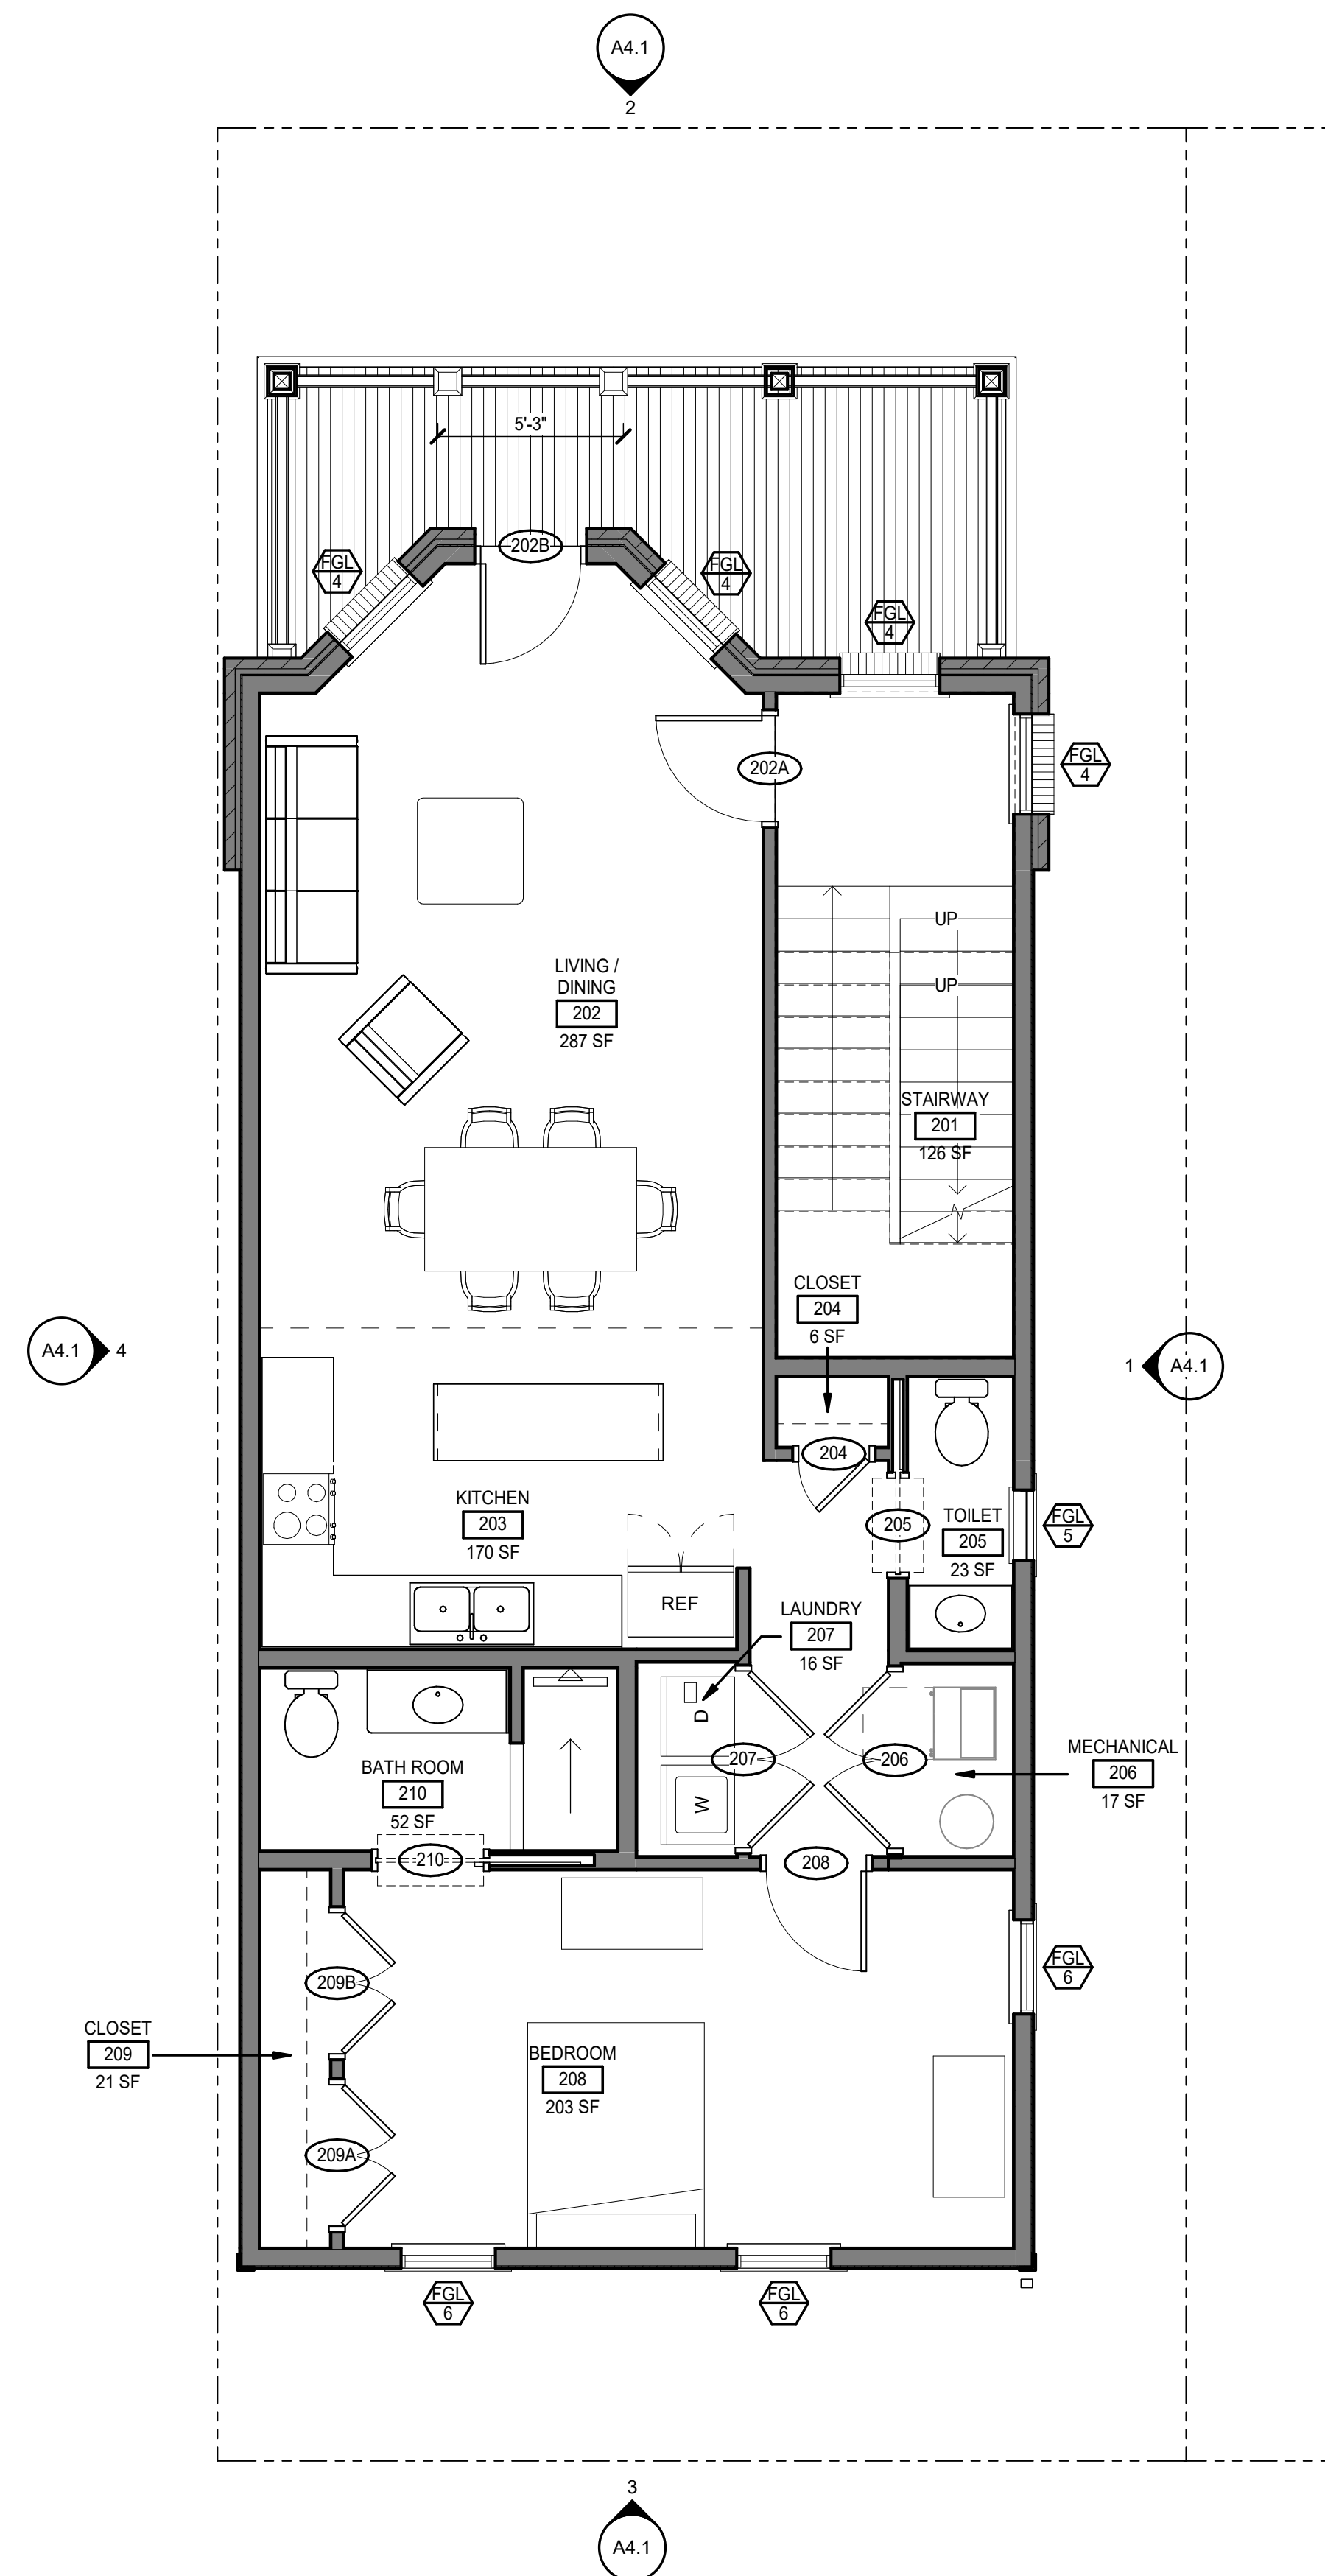 A4.1
2
5'-3"
202B
FGL
4
FGL
4
FGL
4
202A
FGL
4
UP
UP
LIVING /
DINING
202
287 SF
STAIRWAY
201
126 SF
CLOSET
204
6 SF
A4.1
4
1
A4.1
204
KITCHEN
203
170 SF
205
TOILET
205
23 SF
FGL
5
REF
LAUNDRY
207
16 SF
D
W
207
206
MECHANICAL
206
17 SF
BATH ROOM
210
52 SF
210
208
209B
FGL
6
CLOSET
209
21 SF
BEDROOM
208
203 SF
209A
FGL
6
FGL
6
3
A4.1